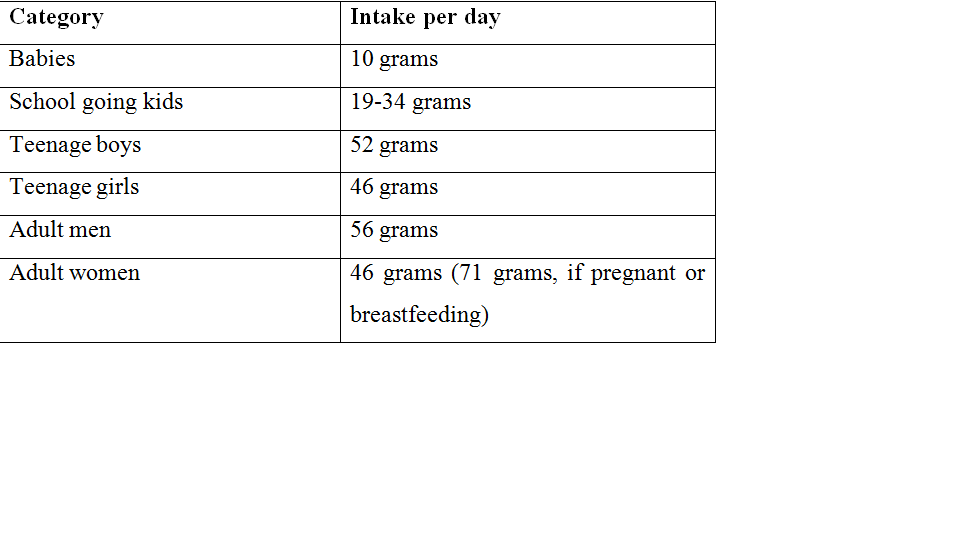 Category Intake per day
Babies 10 grams
School going kids 19-34 grams
Teenage boys 52 grams
Teenage girls 46 grams
Adult men 56 grams
Adult women 46 grams (71 grams, if pregnant or
breastfeeding)